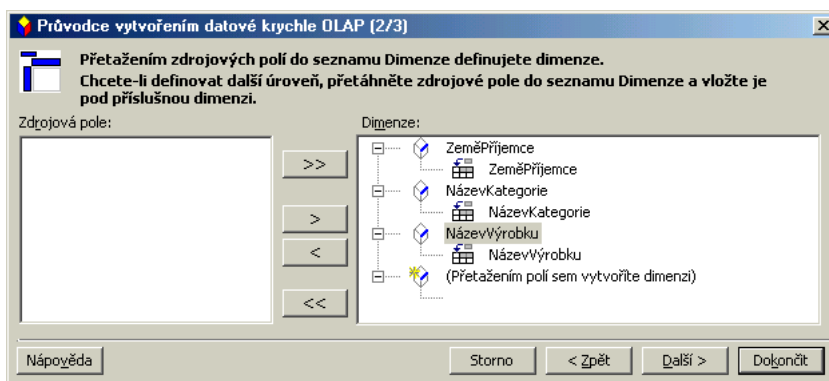 Průvodce vytvořením datové krychle OLAP (2/3)
Přetažením zdrojových polí do seznamu Dimenze definujete dimenze.
Chcete-li definovat další úroveň, přetáhněte zdrojové pole do seznamu Dimenze a vložte je
pod příslušnou dimenzi.
Zdrojová pole:
Dimenze:
>>
>
<
<<
ZeměPříjemce
ZeměPříjemce
NázevKategorie
NázevKategorie
NázevVýrobku
NázevVýrobku
(Přetažením polí sem vytvoříte dimenzi)
Nápověda
Storno
< Zpět
Další >
Dokončit